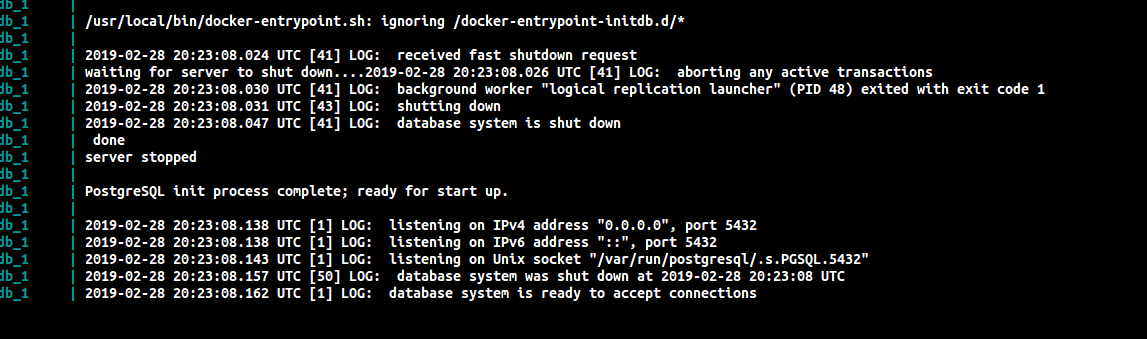 db_1 |
db_1 | /usr/local/bin/docker-entrypoint.sh: ignoring /docker-entrypoint-initdb.d/*
db_1 |
db_1 | 2019-02-28 20:23:08.024 UTC [41] LOG:  received fast shutdown request
db_1 | waiting for server to shut down....2019-02-28 20:23:08.026 UTC [41] LOG:  aborting any active transactions
db_1 | 2019-02-28 20:23:08.030 UTC [41] LOG:  background worker "logical replication launcher" (PID 48) exited with exit code 1
db_1 | 2019-02-28 20:23:08.031 UTC [43] LOG:  shutting down
db_1 | 2019-02-28 20:23:08.047 UTC [41] LOG:  database system is shut down
db_1 |  done
db_1 | server stopped
db_1 |
db_1 | PostgreSQL init process complete; ready for start up.
db_1 |
db_1 | 2019-02-28 20:23:08.138 UTC [1] LOG:  listening on IPv4 address "0.0.0.0", port 5432
db_1 | 2019-02-28 20:23:08.138 UTC [1] LOG:  listening on IPv6 address "::", port 5432
db_1 | 2019-02-28 20:23:08.143 UTC [1] LOG:  listening on Unix socket "/var/run/postgresql/.s.PGSQL.5432"
db_1 | 2019-02-28 20:23:08.157 UTC [50] LOG:  database system was shut down at 2019-02-28 20:23:08 UTC
db_1 | 2019-02-28 20:23:08.162 UTC [1] LOG:  database system is ready to accept connections